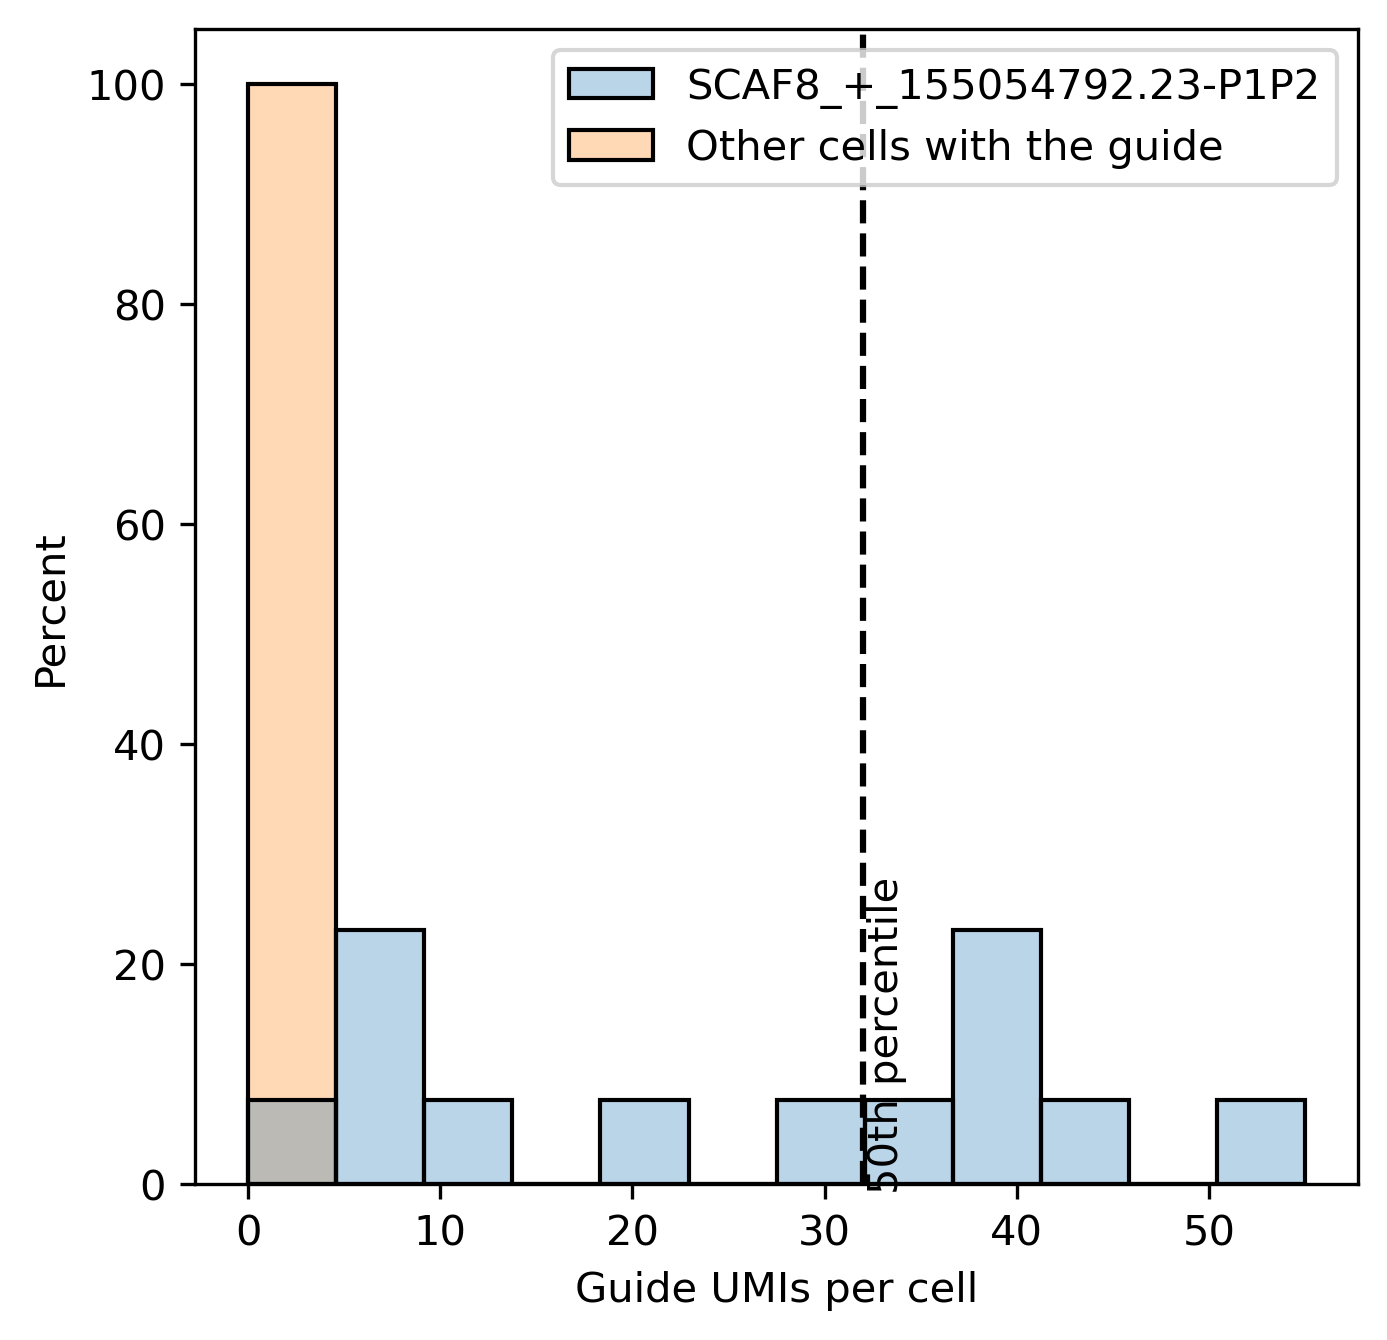 SCAF8_+_155054792.23-P1P2
Other cells with the guide
100
80
60
40
20
0
Percent
50th percentile
0 10 20 30 40 50
Guide UMIs per cell